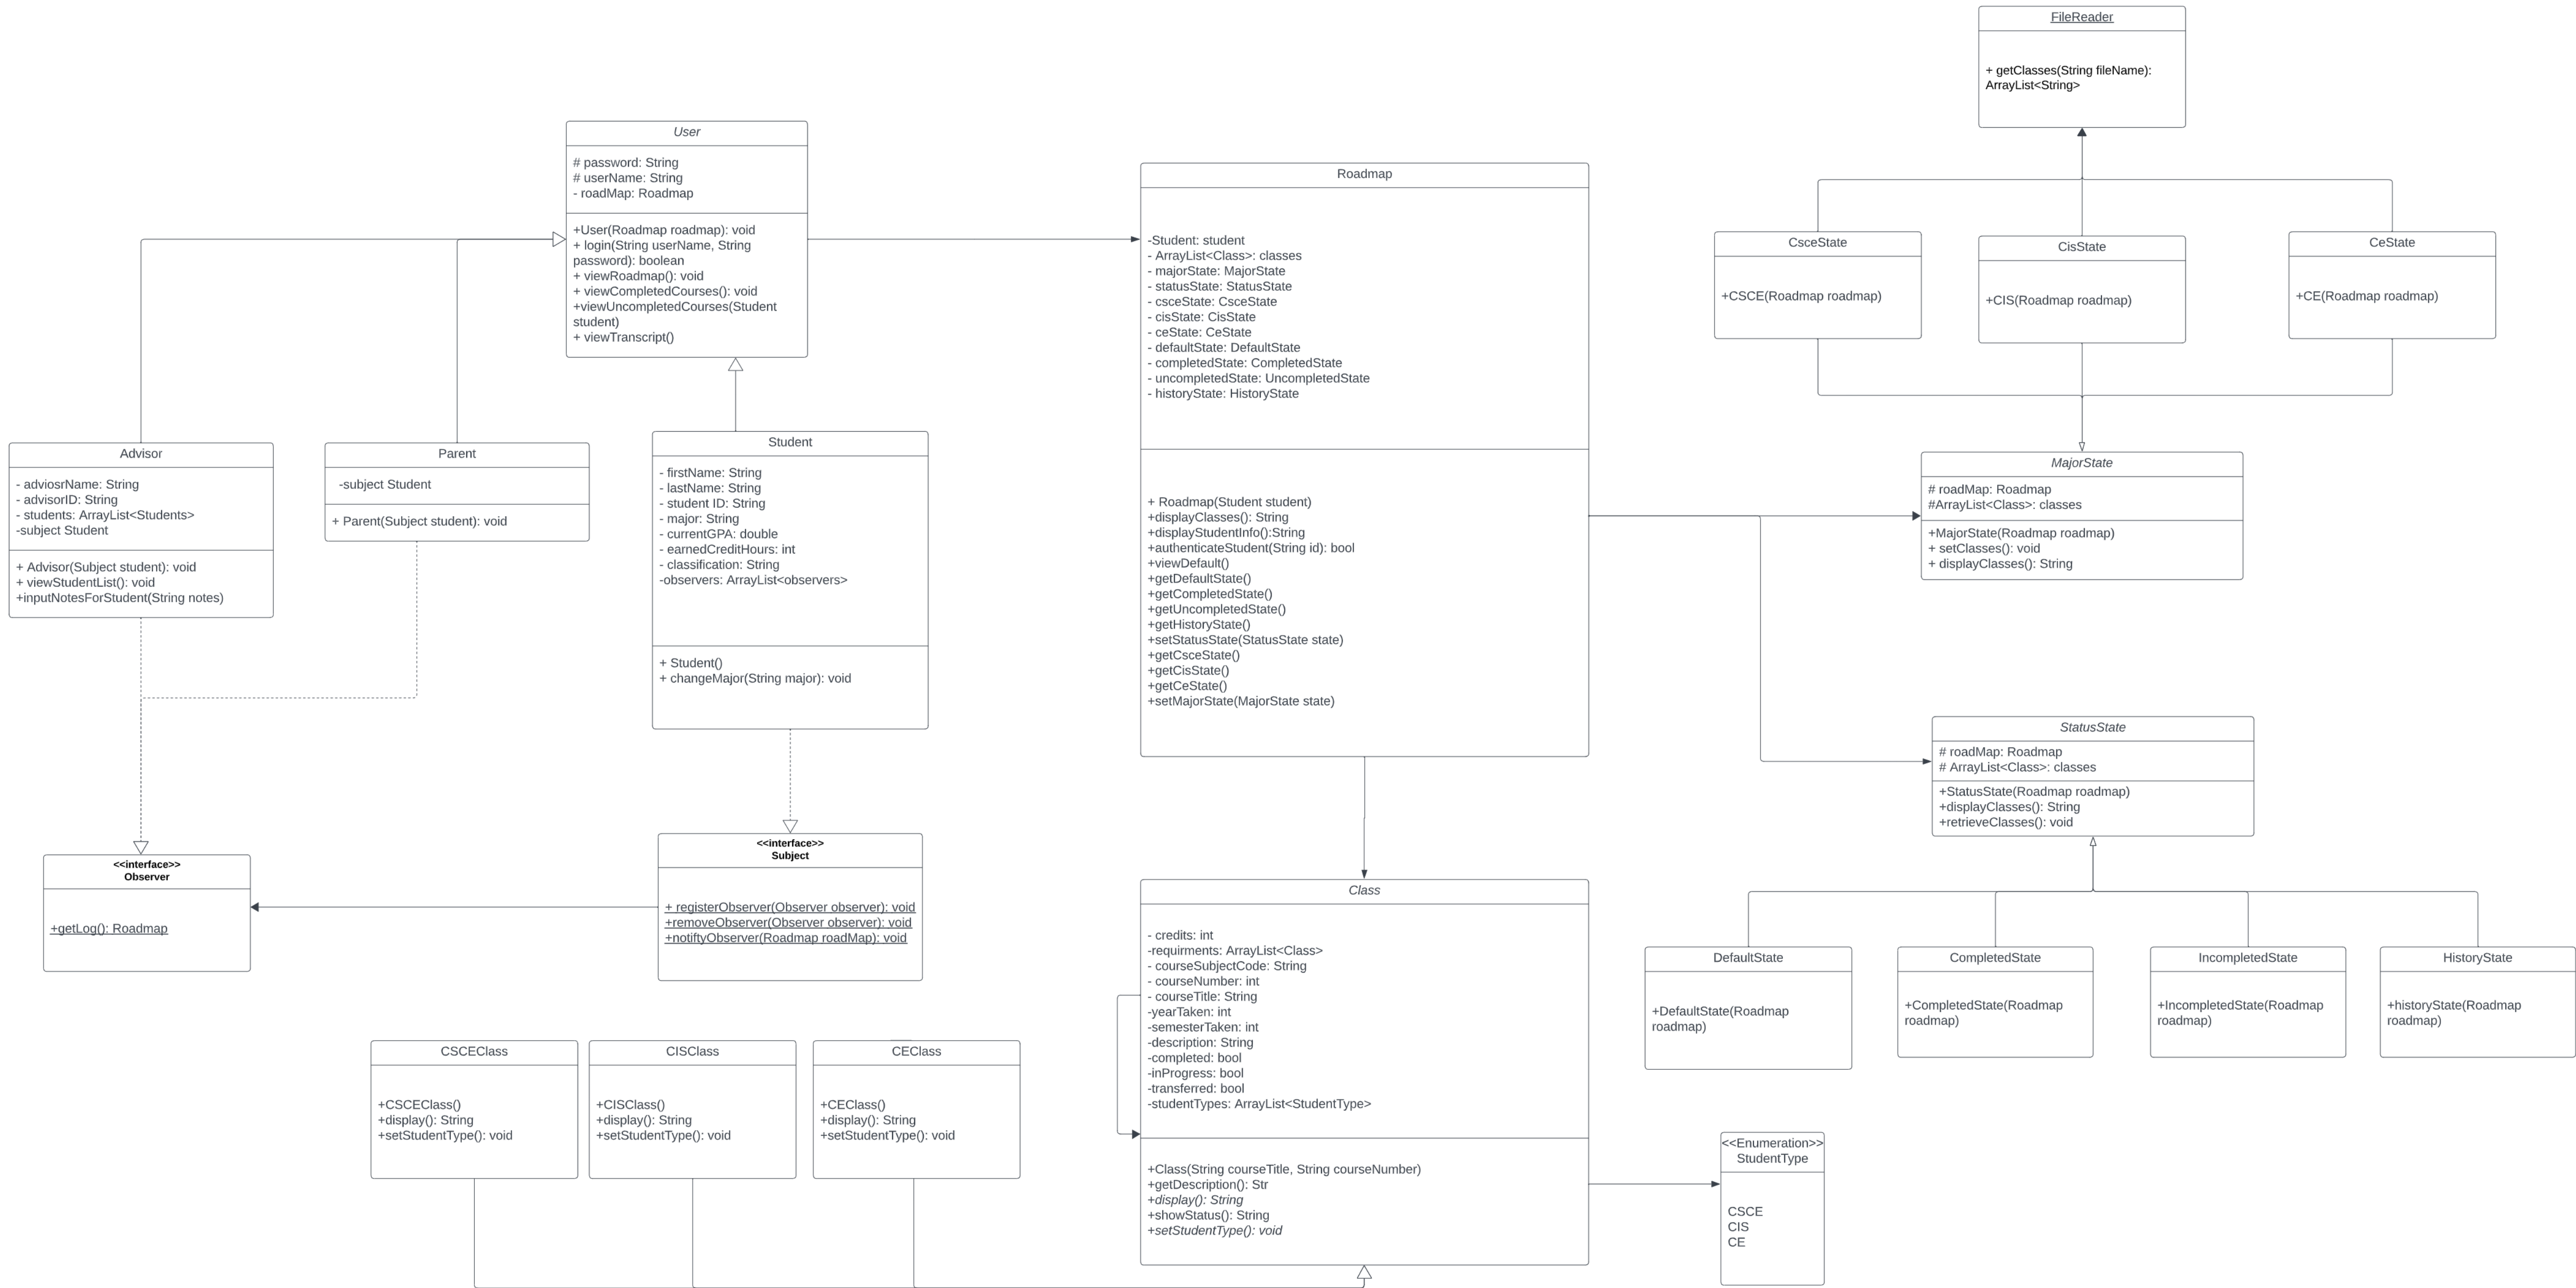 FileReader
+ getClasses(String fileName):
ArrayList<String>
User
# password: String
# userName: String
- roadMap: Roadmap
+User(Roadmap roadmap): void
+ login(String userName, String
password): boolean
+ viewRoadmap(): void
+ viewCompletedCourses(): void
+viewUncompletedCourses(Student
student)
+ viewTranscript()
Roadmap
-Student: student
- ArrayList<Class>: classes
- majorState: MajorState
- statusState: StatusState
- csceState: CsceState
- cisState: CisState
- ceState: CeState
- defaultState: DefaultState
- completedState: CompletedState
- uncompletedState: UncompletedState
- historyState: HistoryState
+ Roadmap(Student student)
+displayClasses(): String
+displayStudentInfo():String
+authenticateStudent(String id): bool
+viewDefault()
+getDefaultState()
+getCompletedState()
+getUncompletedState()
+getHistoryState()
+setStatusState(StatusState state)
+getCsceState()
+getCisState()
+getCeState()
+setMajorState(MajorState state)
CsceState
+CSCE(Roadmap roadmap)
CisState
+CIS(Roadmap roadmap)
CeState
+CE(Roadmap roadmap)
Advisor
- adviosrName: String
- advisorID: String
- students: ArrayList<Students>
-subject Student
+ Advisor(Subject student): void
+ viewStudentList(): void
+inputNotesForStudent(String notes)
Parent
-subject Student
+ Parent(Subject student): void
Student
- firstName: String
- lastName: String
- student ID: String
- major: String
- currentGPA: double
- earnedCreditHours: int
- classification: String
-observers: ArrayList<observers>
+ Student()
+ changeMajor(String major): void
MajorState
# roadMap: Roadmap
#ArrayList<Class>: classes
+MajorState(Roadmap roadmap)
+ setClasses(): void
+ displayClasses(): String
StatusState
# roadMap: Roadmap
# ArrayList<Class>: classes
+StatusState(Roadmap roadmap)
+displayClasses(): String
+retrieveClasses(): void
<<interface>>
Observer
+getLog(): Roadmap
<<interface>>
Subject
+ registerObserver(Observer observer): void
+removeObserver(Observer observer): void
+notiftyObserver(Roadmap roadMap): void
Class
- credits: int
-requirments: ArrayList<Class>
- courseSubjectCode: String
- courseNumber: int
- courseTitle: String
-yearTaken: int
-semesterTaken: int
-description: String
-completed: bool
-inProgress: bool
-transferred: bool
-studentTypes: ArrayList<StudentType>
+Class(String courseTitle, String courseNumber)
+getDescription(): Str
+display(): String
+showStatus(): String
+setStudentType(): void
DefaultState
+DefaultState(Roadmap
roadmap)
CompletedState
+CompletedState(Roadmap
roadmap)
IncompletedState
+IncompletedState(Roadmap
roadmap)
HistoryState
+historyState(Roadmap
roadmap)
CSCEClass
+CSCEClass()
+display(): String
+setStudentType(): void
CISClass
+CISClass()
+display(): String
+setStudentType(): void
CEClass
+CEClass()
+display(): String
+setStudentType(): void
<<Enumeration>>
StudentType
CSCE
CIS
CE